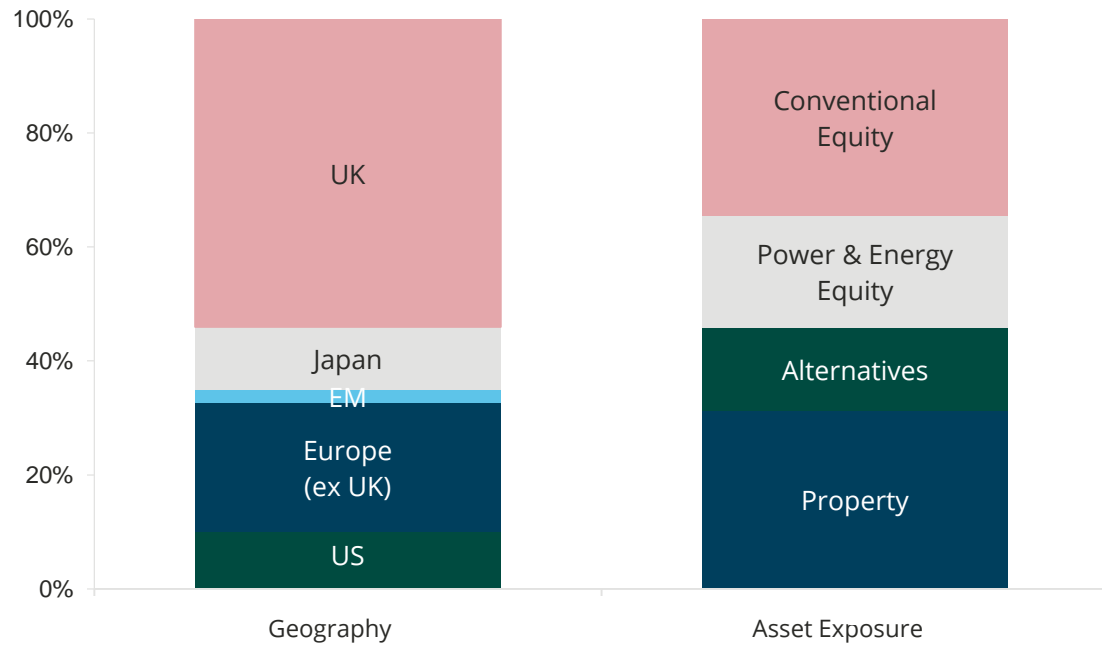 100%
80%
60%
40%
20%
0%
UK
Japan
EM
Europe
(ex UK)
US
Conventional
Equity
Power & Energy
Equity
Alternatives
Property
Geography
Asset Exposure